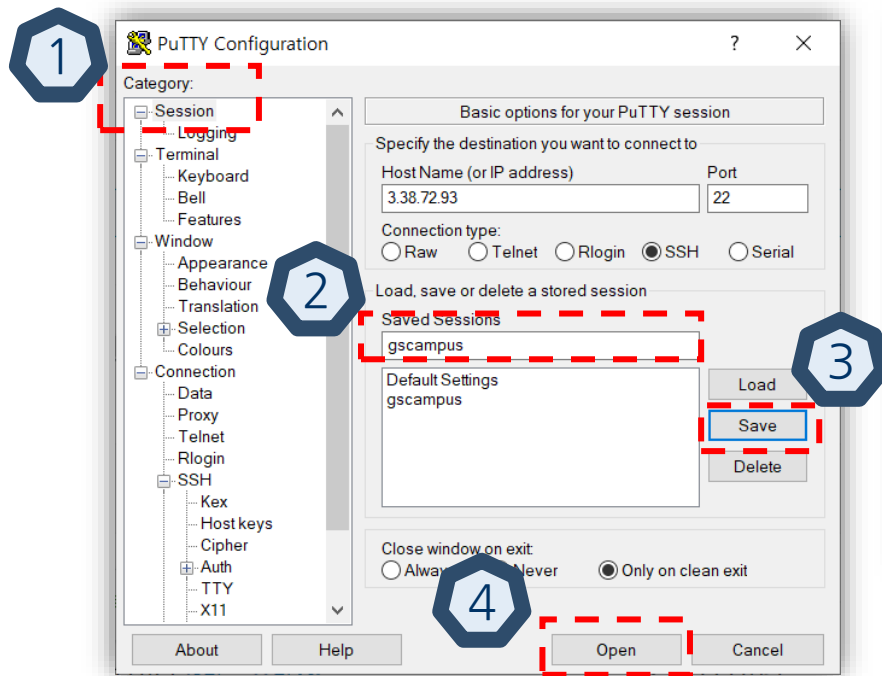 1
PuTTY Configuration
?
Category:
Session
Logging
Terminal
Keyboard
Bell
Features
Window
Appearance
Behaviour
Translation
Selection
Colours
Connection
Data
Proxy
Telnet
Rlogin
SSH
Kex
Host keys
Cipher
Auth
TTY
X11
Basic options for your PuTTY session
Specify the destination you want to connect to
Host Name (or IP address) Port
3.38.72.93 22
Connection type:
Raw Telnet Rlogin SSH Serial
2
Load, save or delete a stored session
Saved Sessions
gscampus
3
Default Settings
gscampus
Load
Save
Delete
Close window on exit:
Never Only on clean exit
4
About Help Open Cancel